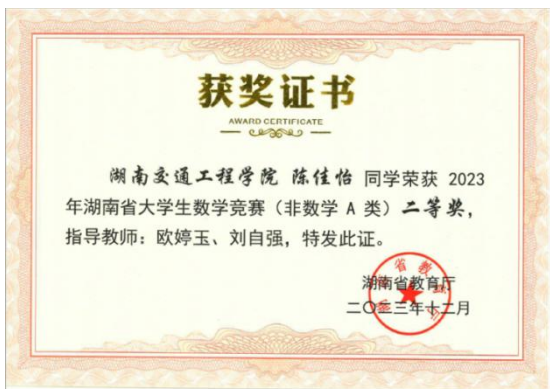 获奖证书
AWARD CERTIFICATE
湖南交通工程学院 陈佳怡 同学荣获 2023
年湖南省大学生数学竞赛（非数学 A 类）二等奖，
指导教师：欧婷玉、刘自强，特发此证。
湖南省教育厅
二〇二三年十二月